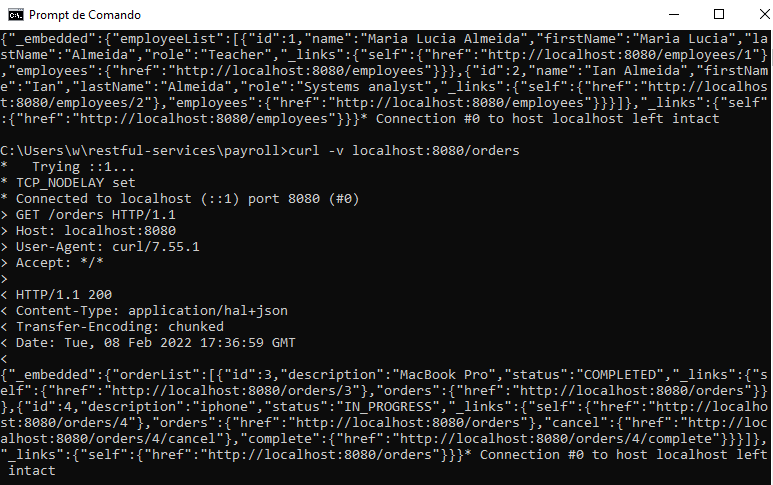 Prompt de Comando
{"_embedded":{"employeeList":[{"id":1,"name":"Maria Lucia Almeida","firstName":"Maria Lucia","la
stName":"Almeida","role":"Teacher","_links":{"self":{"href":"http://localhost:8080/employees/1"}
,"employees":{"href":"http://localhost:8080/employees"}}},{"id":2,"name":"Ian Almeida","firstNam
e":"Ian","lastName":"Almeida","role":"Systems analyst","_links":{"self":{"href":"http://localhos
t:8080/employees/2"},"employees":{"href":"http://localhost:8080/employees"}}}]},"_links":{"self"
:{"href":"http://localhost:8080/employees"}}}* Connection #0 to host localhost left intact
C:\Users\w\restful-services\payroll>curl -v localhost:8080/orders
*   Trying ::1...
* TCP_NODELAY set
* Connected to localhost (::1) port 8080 (#0)
> GET /orders HTTP/1.1
> Host: localhost:8080
> User-Agent: curl/7.55.1
> Accept: */*
>
< HTTP/1.1 200
< Content-Type: application/hal+json
< Transfer-Encoding: chunked
< Date: Tue, 08 Feb 2022 17:36:59 GMT
<
{"_embedded":{"orderList":[{"id":3,"description":"MacBook Pro","status":"COMPLETED","_links":{"s
elf":{"href":"http://localhost:8080/orders/3"},"orders":{"href":"http://localhost:8080/orders"}}
},{"id":4,"description":"iphone","status":"IN_PROGRESS","_links":{"self":{"href":"http://localho
st:8080/orders/4"},"orders":{"href":"http://localhost:8080/orders"},"cancel":{"href":"http://loc
alhost:8080/orders/4/cancel"},"complete":{"href":"http://localhost:8080/orders/4/complete"}}}]},
"_links":{"self":{"href":"http://localhost:8080/orders"}}}* Connection #0 to host localhost left
 intact